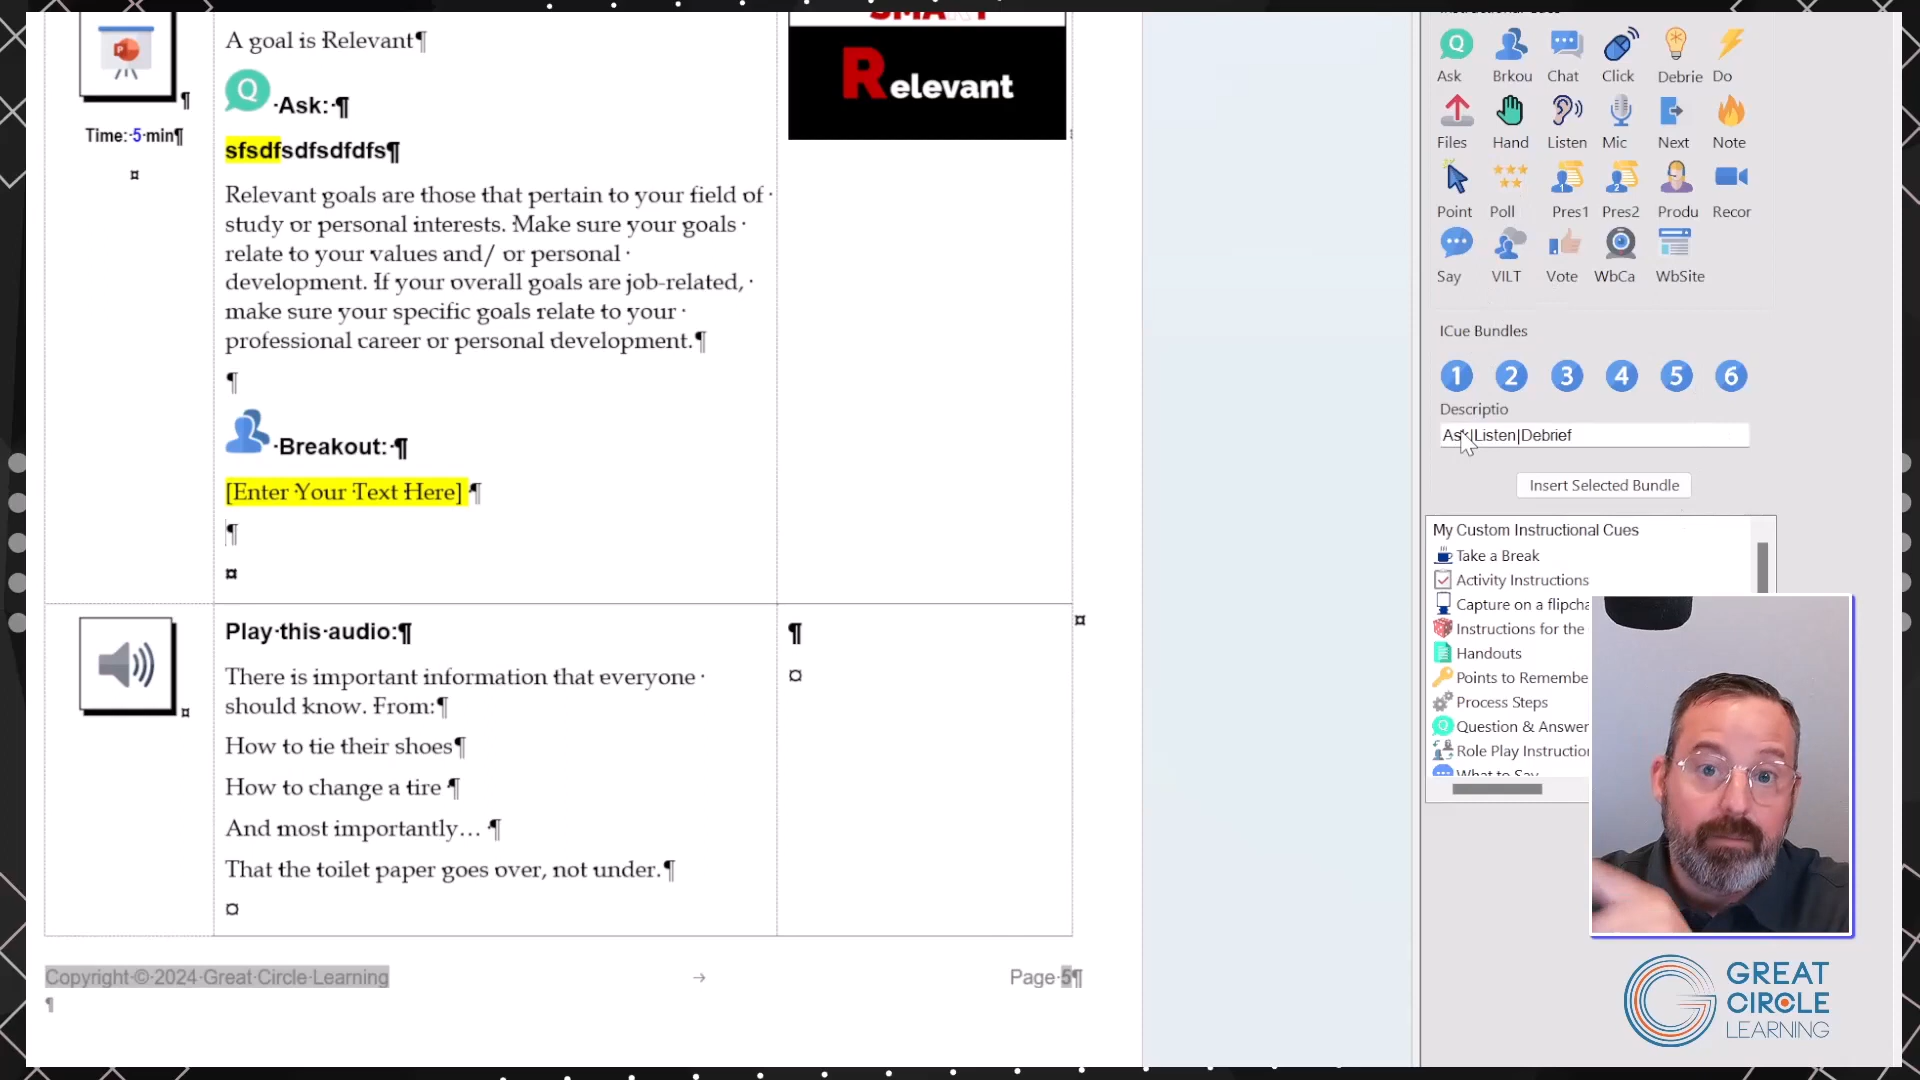 SMART
A goal is Relevant¶
Relevant
Ask: ¶
Time: 5 min¶
sfsdfsdfsdfdfs¶
Relevant goals are those that pertain to your field of
study or personal interests. Make sure your goals
relate to your values and/ or personal
development. If your overall goals are job-related,
make sure your specific goals relate to your
professional career or personal development.¶
¶
Breakout: ¶
[Enter Your Text Here] ¶
¶
Play this audio:¶
¶
There is important information that everyone
should know. From:¶
How to tie their shoes¶
How to change a tire ¶
And most importantly… ¶
That the toilet paper goes over, not under.¶
Copyright © 2024 Great Circle Learning → Page 5¶
¶
Ask Brkou Chat Click Debrie Do
Files Hand Listen Mic Next Note
Point Poll Pres1 Pres2 Produ Recor
Say VILT Vote WbCa WbSite
ICue Bundles
1 2 3 4 5 6
Descriptio
Ask|Listen|Debrief
Insert Selected Bundle
My Custom Instructional Cues
Take a Break
Activity Instructions
Capture on a flipcha
Instructions for the
Handouts
Points to Remembe
Process Steps
Question & Answer
Role Play Instruction
What to Say
GREAT
CIRCLE
LEARNING